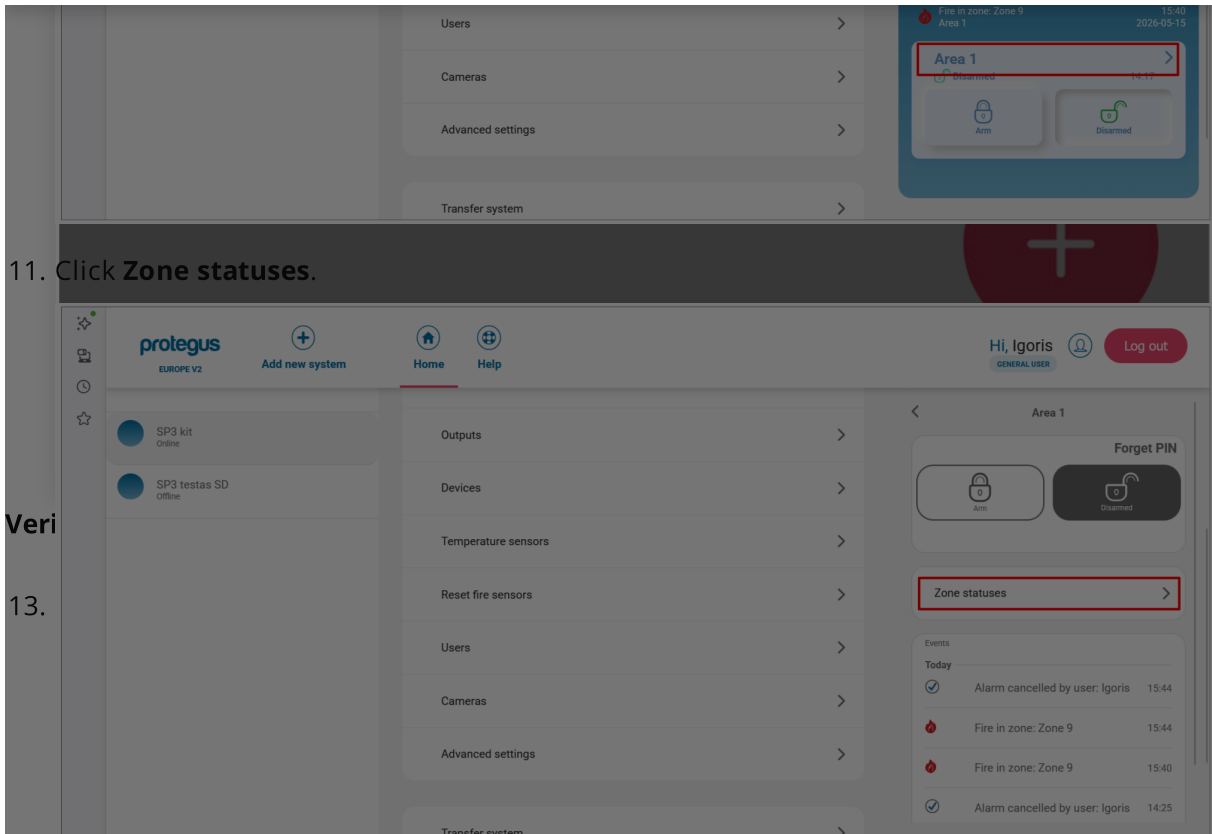 Users
Cameras
Advanced settings
Transfer system
Fire in zone: Zone 9 15:40
Area 1 2026-05-15
Area 1
Disarmed 14:17
Arm Disarmed
11. Click Zone statuses.
protegus
EUROPE V2
Add new system
Home
Help
Hi, Igoris
GENERAL USER
Log out
SP3 kit
Online
SP3 testas SD
Offline
Veri
13.
Outputs
Devices
Temperature sensors
Reset fire sensors
Users
Cameras
Advanced settings
Transfer system
Area 1
Forget PIN
Arm Disarmed
Zone statuses
Events
Today
Alarm cancelled by user: Igoris 15:44
Fire in zone: Zone 9 15:44
Fire in zone: Zone 9 15:40
Alarm cancelled by user: Igoris 14:25